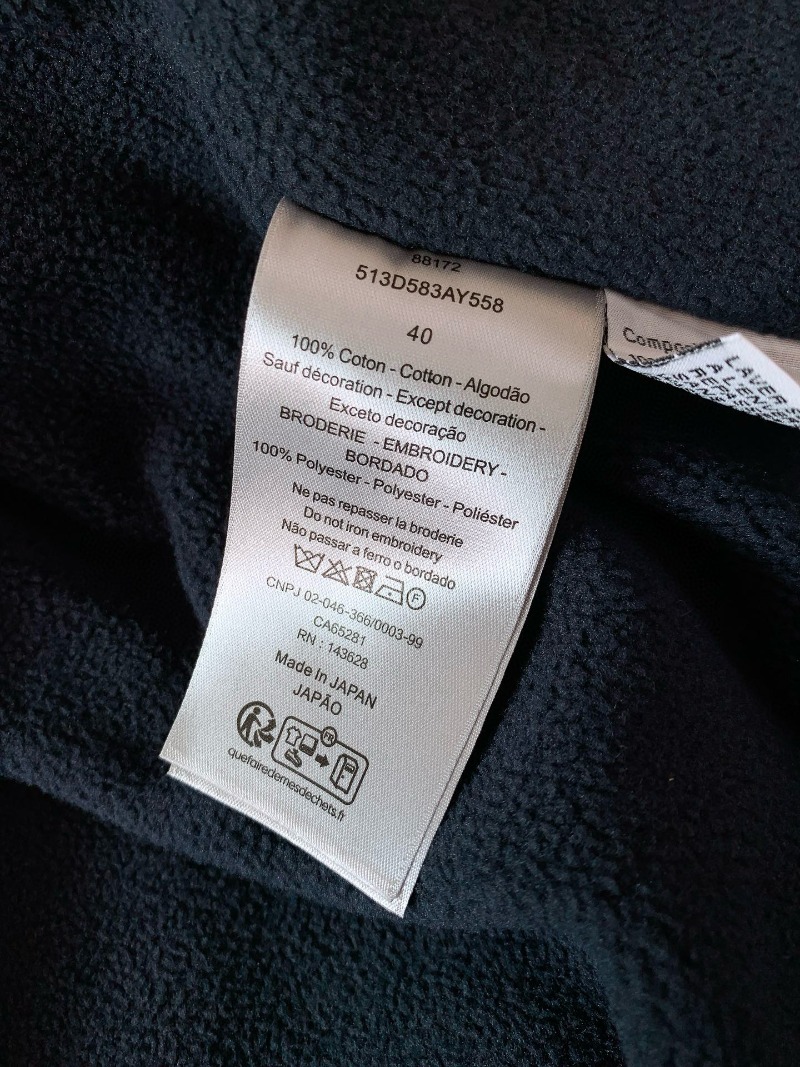 88172
513D583AY558
40
100% Coton - Cotton - Algodão
Sauf décoration - Except decoration -
Exceto decoração
BRODERIE - EMBROIDERY -
BORDADO
100% Polyester - Polyester - Poliéster
Ne pas repasser la broderie
Do not iron embroidery
Não passar a ferro o bordado
F
CNPJ 02-046-366/0003-99
CA65281
RN : 143628
Made in JAPAN
JAPÃO
FR
quefairedemesdechets.fr
LAVER